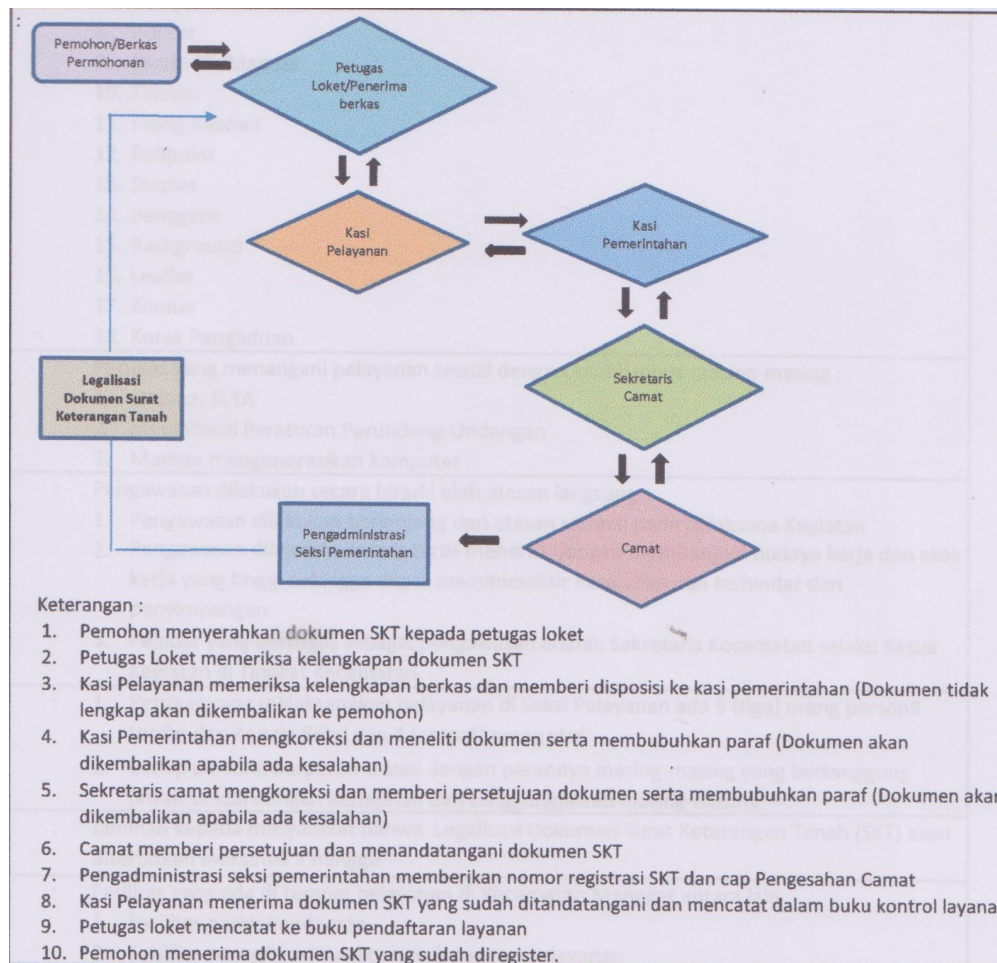 :
Pemohon/Berkas
Permohonan
Petugas
Loket/Penerima
berkas
Kasi
Pelayanan
Kasi
Pemerintahan
Legalisasi
Dokumen Surat
Keterangan Tanah
Sekretaris
Camat
Pengadministrasi
Seksi Pemerintahan
Camat
Keterangan :
1. Pemohon menyerahkan dokumen SKT kepada petugas loket
2. Petugas Loket memeriksa kelengkapan dokumen SKT
3. Kasi Pelayanan memeriksa kelengkapan berkas dan memberi disposisi ke kasi pemerintahan (Dokumen tidak
lengkap akan dikembalikan ke pemohon)
4. Kasi Pemerintahan mengkoreksi dan meneliti dokumen serta membubuhkan paraf (Dokumen akan
dikembalikan apabila ada kesalahan)
5. Sekretaris camat mengkoreksi dan memberi persetujuan dokumen serta membubuhkan paraf (Dokumen akan
dikembalikan apabila ada kesalahan)
6. Camat memberi persetujuan dan menandatangani dokumen SKT
7. Pengadministrasi seksi pemerintahan memberikan nomor registrasi SKT dan cap Pengesahan Camat
8. Kasi Pelayanan menerima dokumen SKT yang sudah ditandatangani dan mencatat dalam buku kontrol layana
9. Petugas loket mencatat ke buku pendaftaran layanan
10. Pemohon menerima dokumen SKT yang sudah diregister.